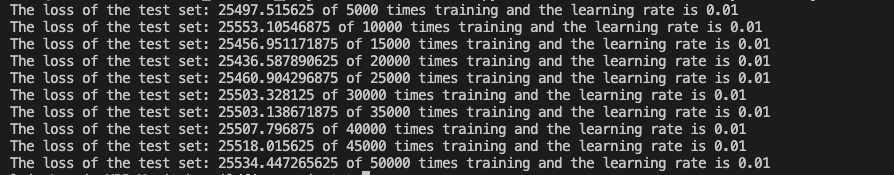 The loss of the test set: 25497.515625 of 5000 times training and the learning rate is 0.01
The loss of the test set: 25553.10546875 of 10000 times training and the learning rate is 0.01
The loss of the test set: 25456.951171875 of 15000 times training and the learning rate is 0.01
The loss of the test set: 25436.587890625 of 20000 times training and the learning rate is 0.01
The loss of the test set: 25460.904296875 of 25000 times training and the learning rate is 0.01
The loss of the test set: 25503.328125 of 30000 times training and the learning rate is 0.01
The loss of the test set: 25503.138671875 of 35000 times training and the learning rate is 0.01
The loss of the test set: 25507.796875 of 40000 times training and the learning rate is 0.01
The loss of the test set: 25518.015625 of 45000 times training and the learning rate is 0.01
The loss of the test set: 25534.447265625 of 50000 times training and the learning rate is 0.01